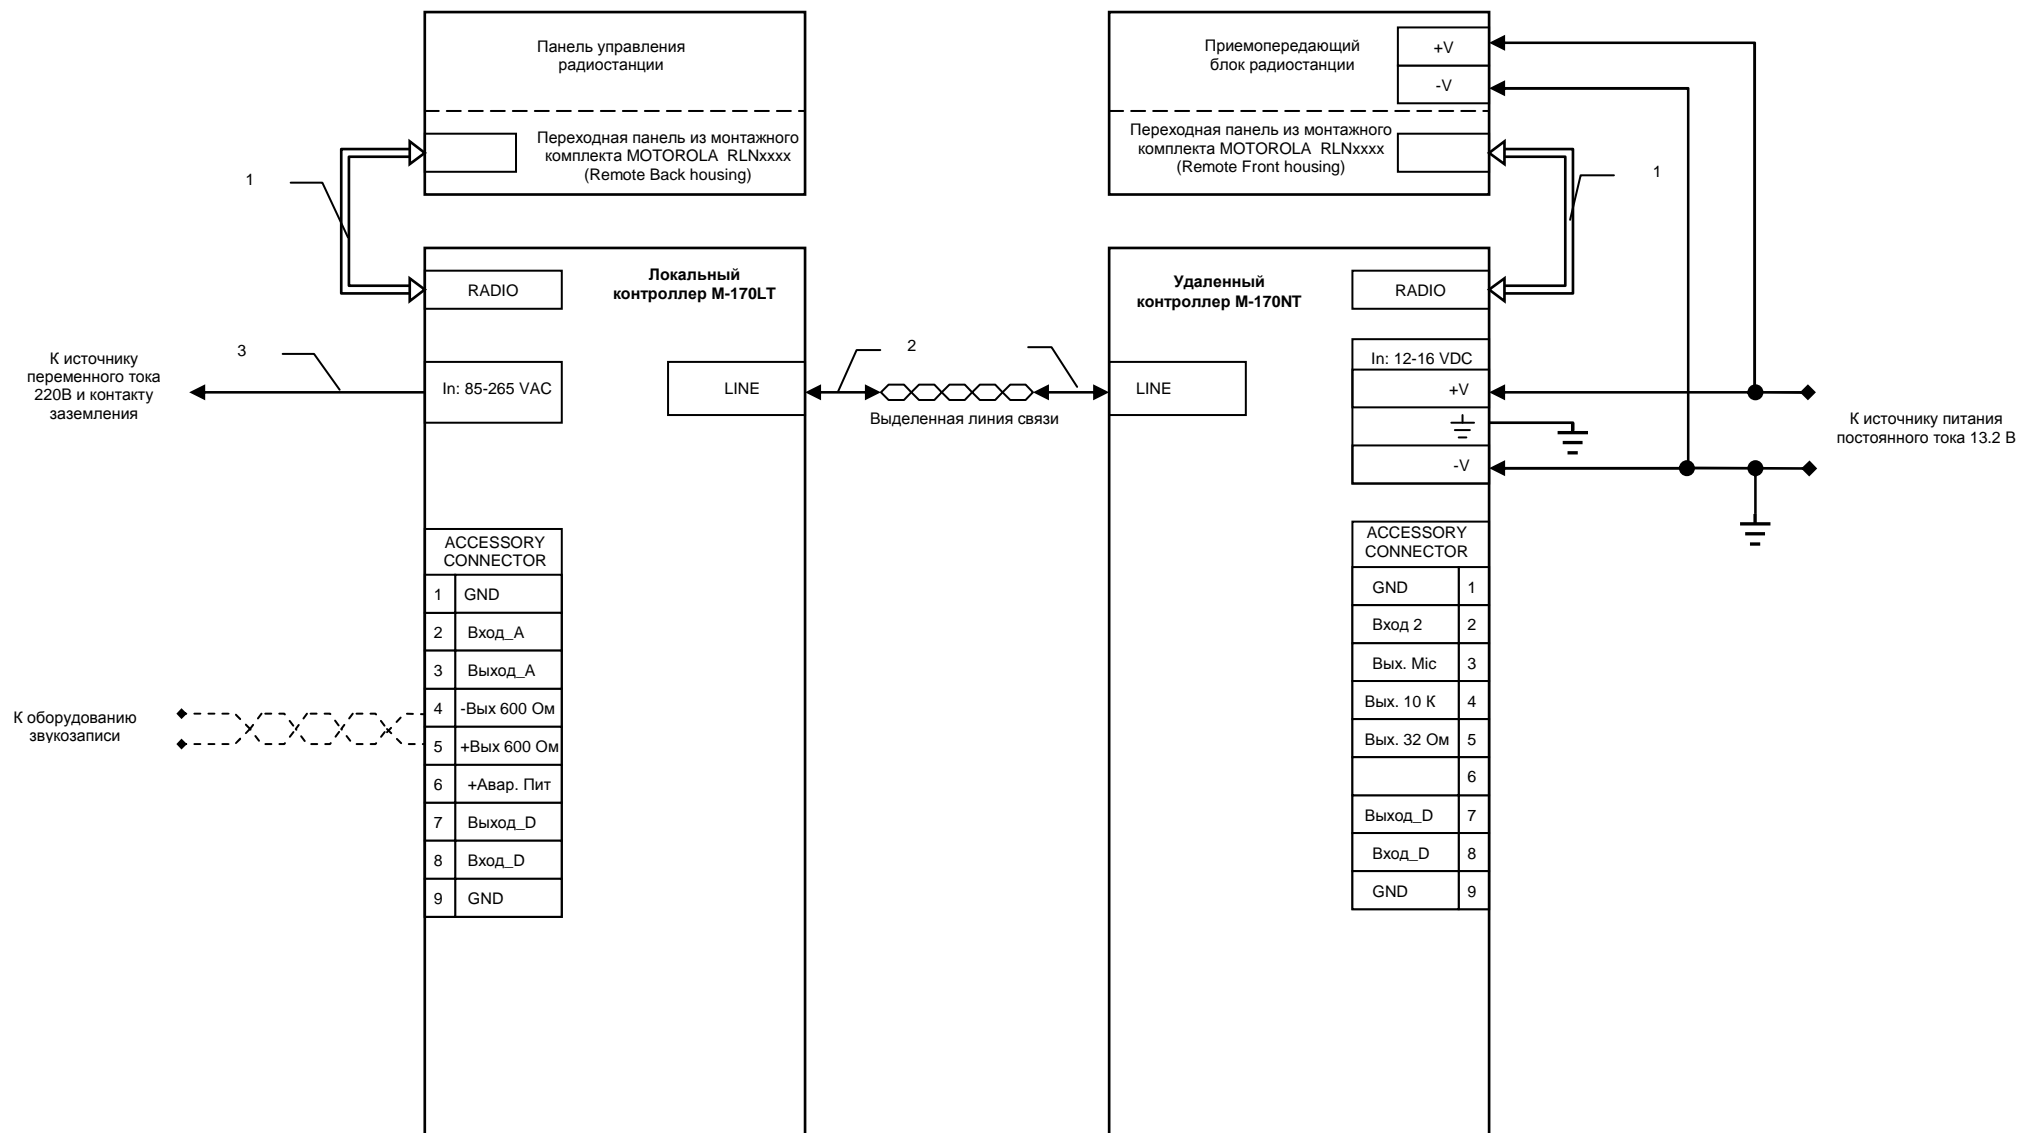 Панель управления
радиостанции
Переходная панель из монтажного
комплекта MOTOROLA RLNxxxx
(Remote Back housing)
Приемопередающий
блок радиостанции
+V
-V
Переходная панель из монтажного
комплекта MOTOROLA RLNxxxx
(Remote Front housing)
1
1
RADIO
Локальный
контроллер М-170LT
Удаленный
контроллер М-170NT
RADIO
К источнику
переменного тока
220В и контакту
заземления
3
In: 85-265 VAC
LINE
2
Выделенная линия связи
LINE
In: 12-16 VDC
+V
-V
К источнику питания
постоянного тока 13.2 В
ACCESSORY
CONNECTOR
1 GND
2 Вход_А
3 Выход_А
4 -Вых 600 Ом
5 +Вых 600 Ом
6 +Авар. Пит
7 Выход_D
8 Вход_D
9 GND
К оборудованию
звукозаписи
ACCESSORY
CONNECTOR
GND 1
Вход 2 2
Вых. Mic 3
Вых. 10 К 4
Вых. 32 Ом 5
6
Выход_D 7
Вход_D 8
GND 9